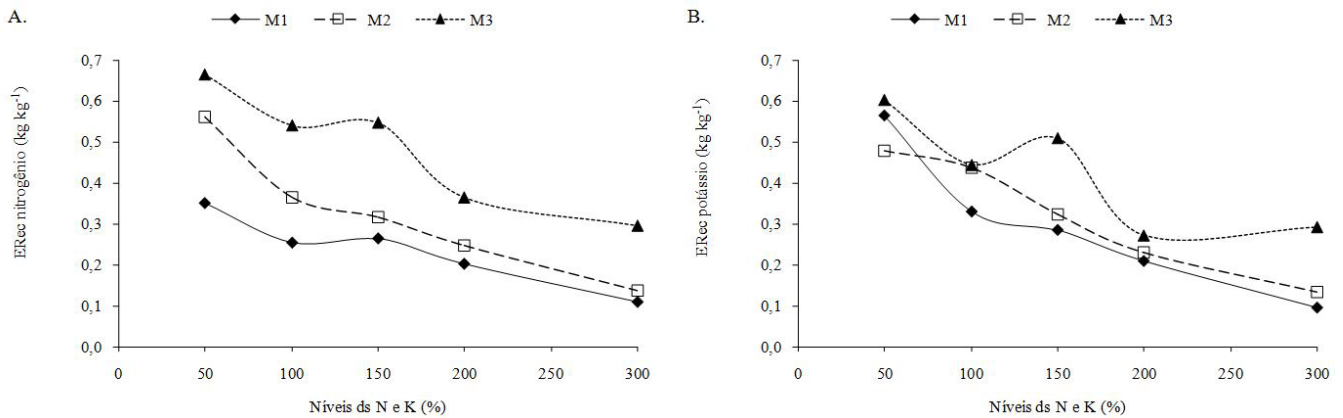 A.
M1 M2 M3
ERec nitrogênio (kg kg-1)
0,7
0,6
0,5
0,4
0,3
0,2
0,1
0,0
0 50 100 150 200 250 300
Níveis ds N e K (%)
B.
M1 M2 M3
ERec potássio (kg kg-1)
0,7
0,6
0,5
0,4
0,3
0,2
0,1
0,0
0 50 100 150 200 250 300
Níveis ds N e K (%)